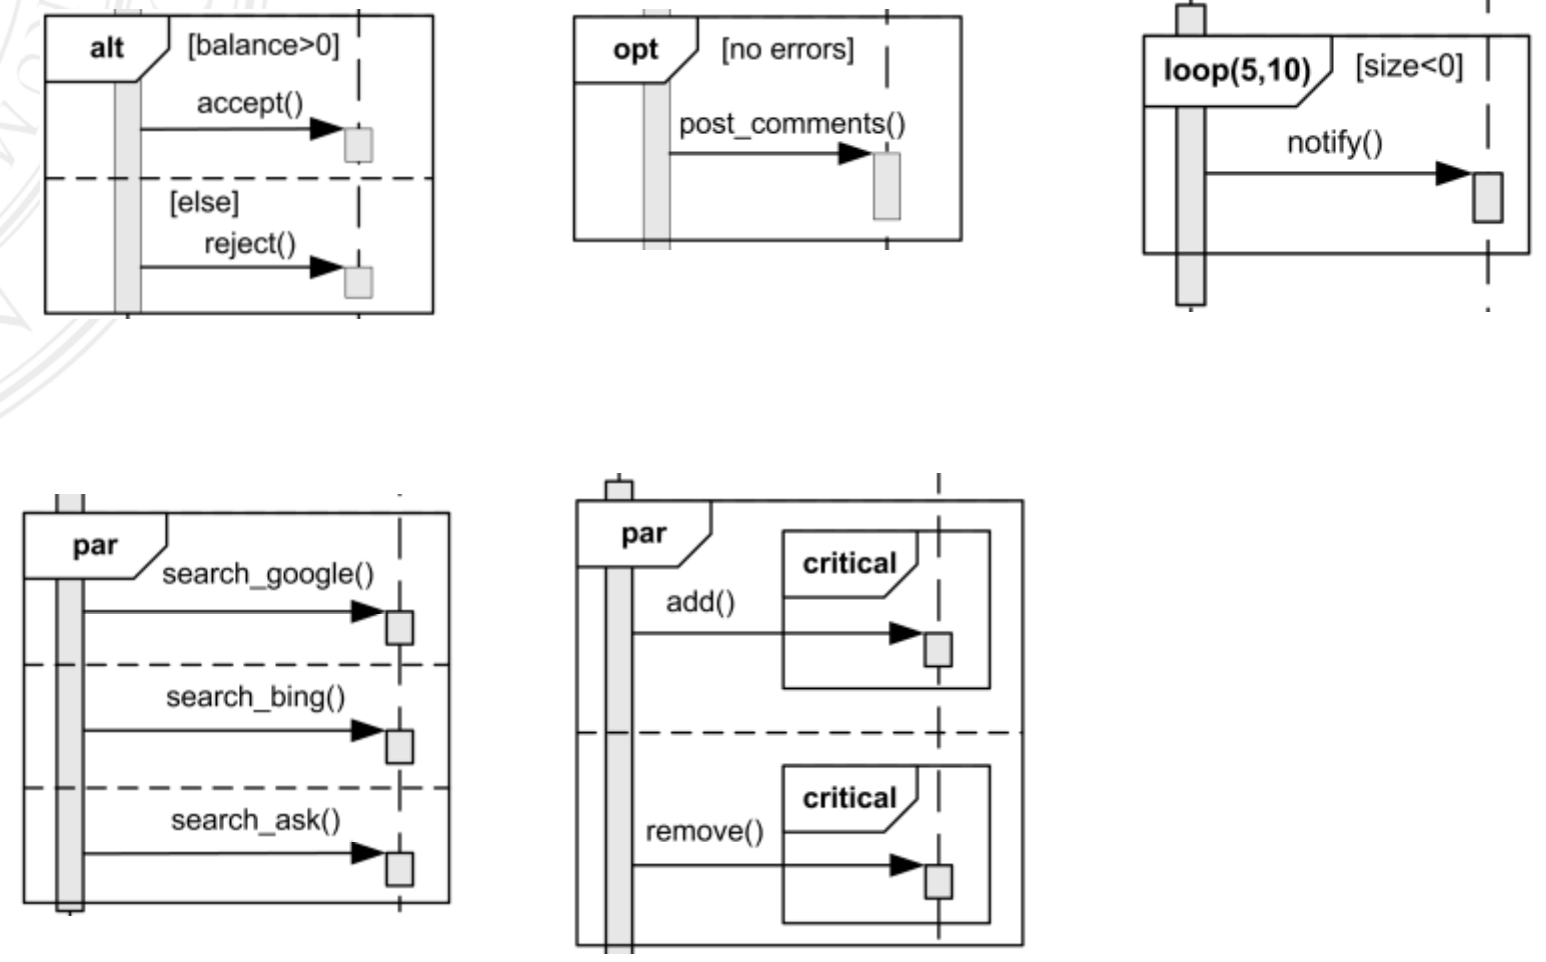 alt [balance>0]
accept()
[else]
reject()
opt [no errors]
post_comments()
loop(5,10) [size<0]
notify()
par
search_google()
search_bing()
search_ask()
par
critical
add()
critical
remove()